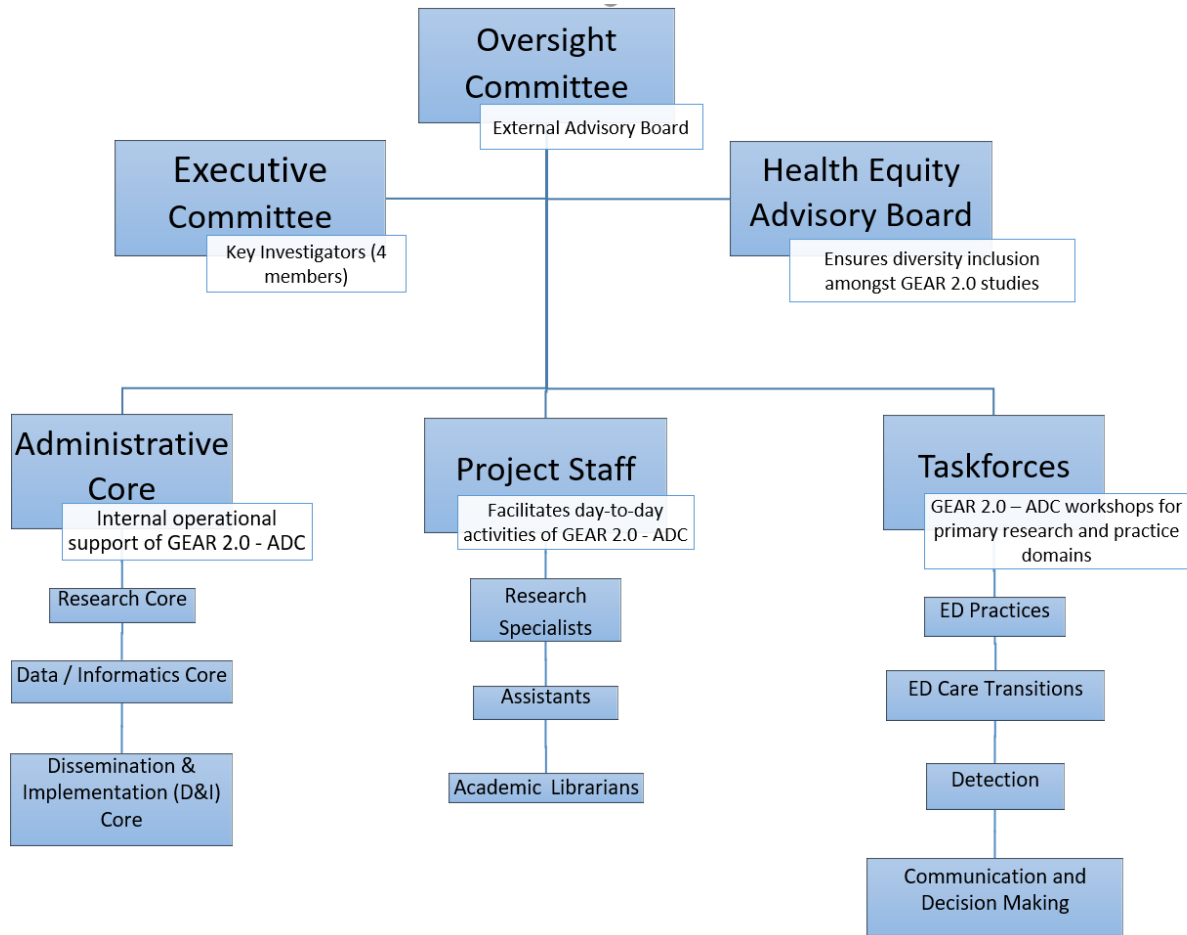 Oversight
Committee
External Advisory Board
Executive
Committee
Key Investigators (4
members)
Health Equity
Advisory Board
Ensures diversity inclusion
amongst GEAR 2.0 studies
Administrative
Core
Internal operational
support of GEAR 2.0 - ADC
Research Core
Data / Informatics Core
Dissemination &
Implementation (D&I)
Core
Project Staff
Facilitates day-to-day
activities of GEAR 2.0 - ADC
Research
Specialists
Assistants
Academic Librarians
Taskforces
GEAR 2.0 – ADC workshops for
primary research and practice
domains
ED Practices
ED Care Transitions
Detection
Communication and
Decision Making